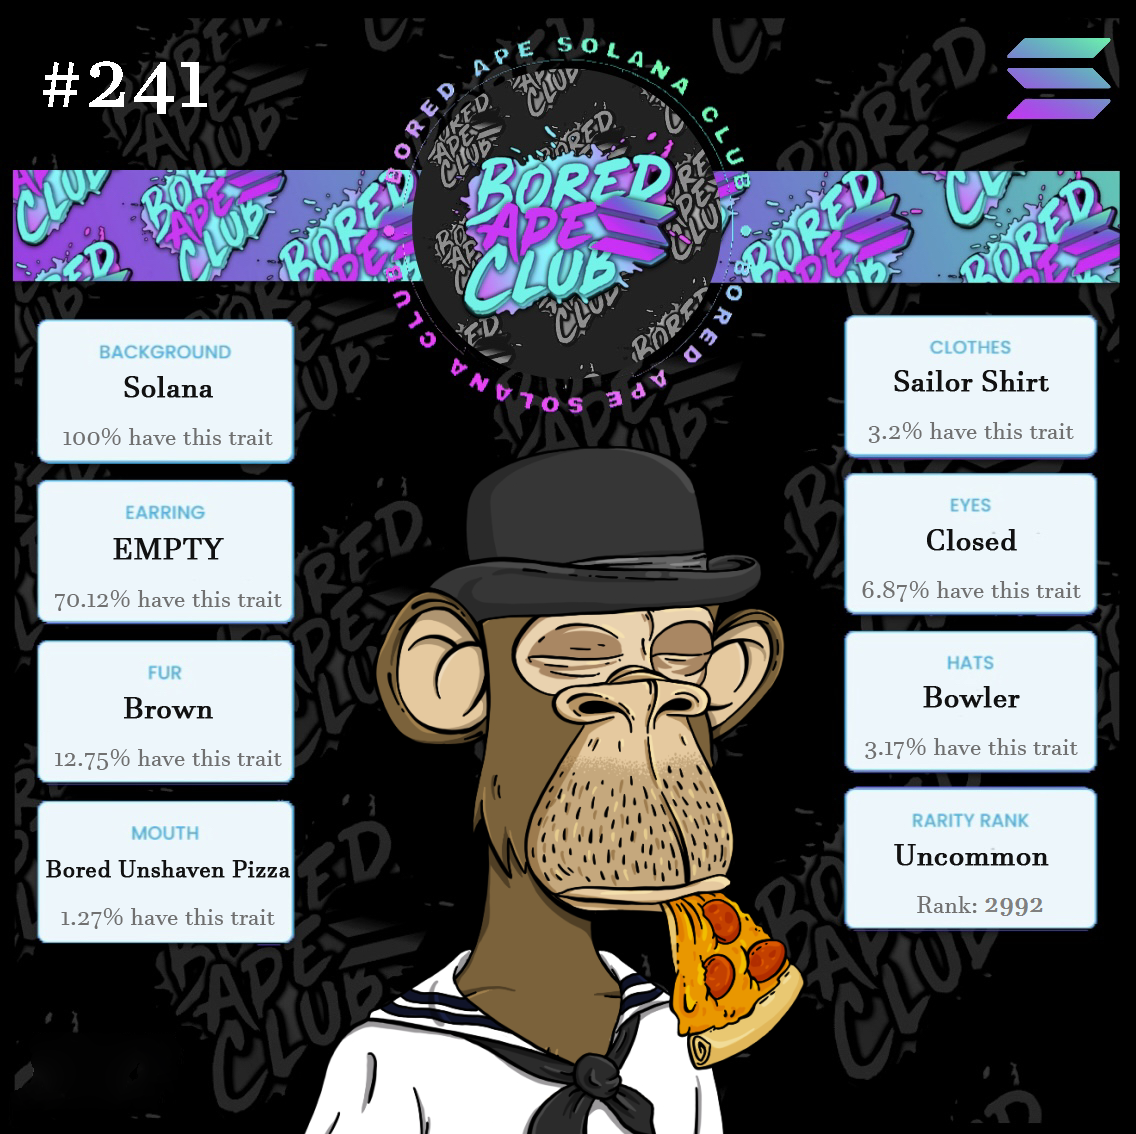 #241
BORED APE SOLANA CLUB
BORED APE SOLANA CLUB
BORED
APE
CLUB
BACKGROUND
Solana
100% have this trait
EARRING
EMPTY
70.12% have this trait
FUR
Brown
12.75% have this trait
MOUTH
Bored Unshaven Pizza
1.27% have this trait
CLOTHES
Sailor Shirt
3.2% have this trait
EYES
Closed
6.87% have this trait
HATS
Bowler
3.17% have this trait
RARITY RANK
Uncommon
Rank: 2992